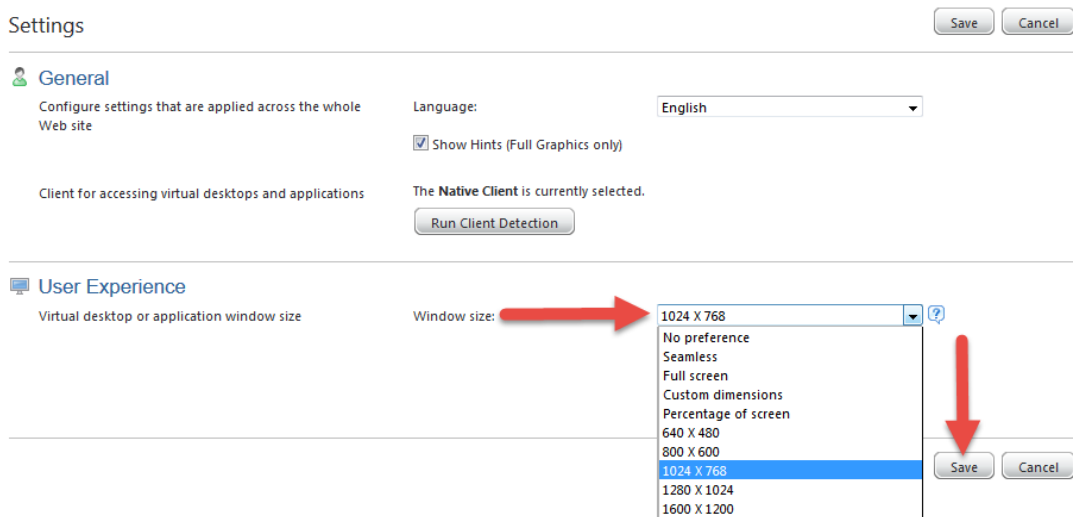 Settings
Save
Cancel
General
Configure settings that are applied across the whole
Web site
Language:
English
Show Hints (Full Graphics only)
Client for accessing virtual desktops and applications
The Native Client is currently selected.
Run Client Detection
User Experience
Virtual desktop or application window size
Window size:
1024 X 768
?
No preference
Seamless
Full screen
Custom dimensions
Percentage of screen
640 X 480
800 X 600
1024 X 768
1280 X 1024
1600 X 1200
Save
Cancel